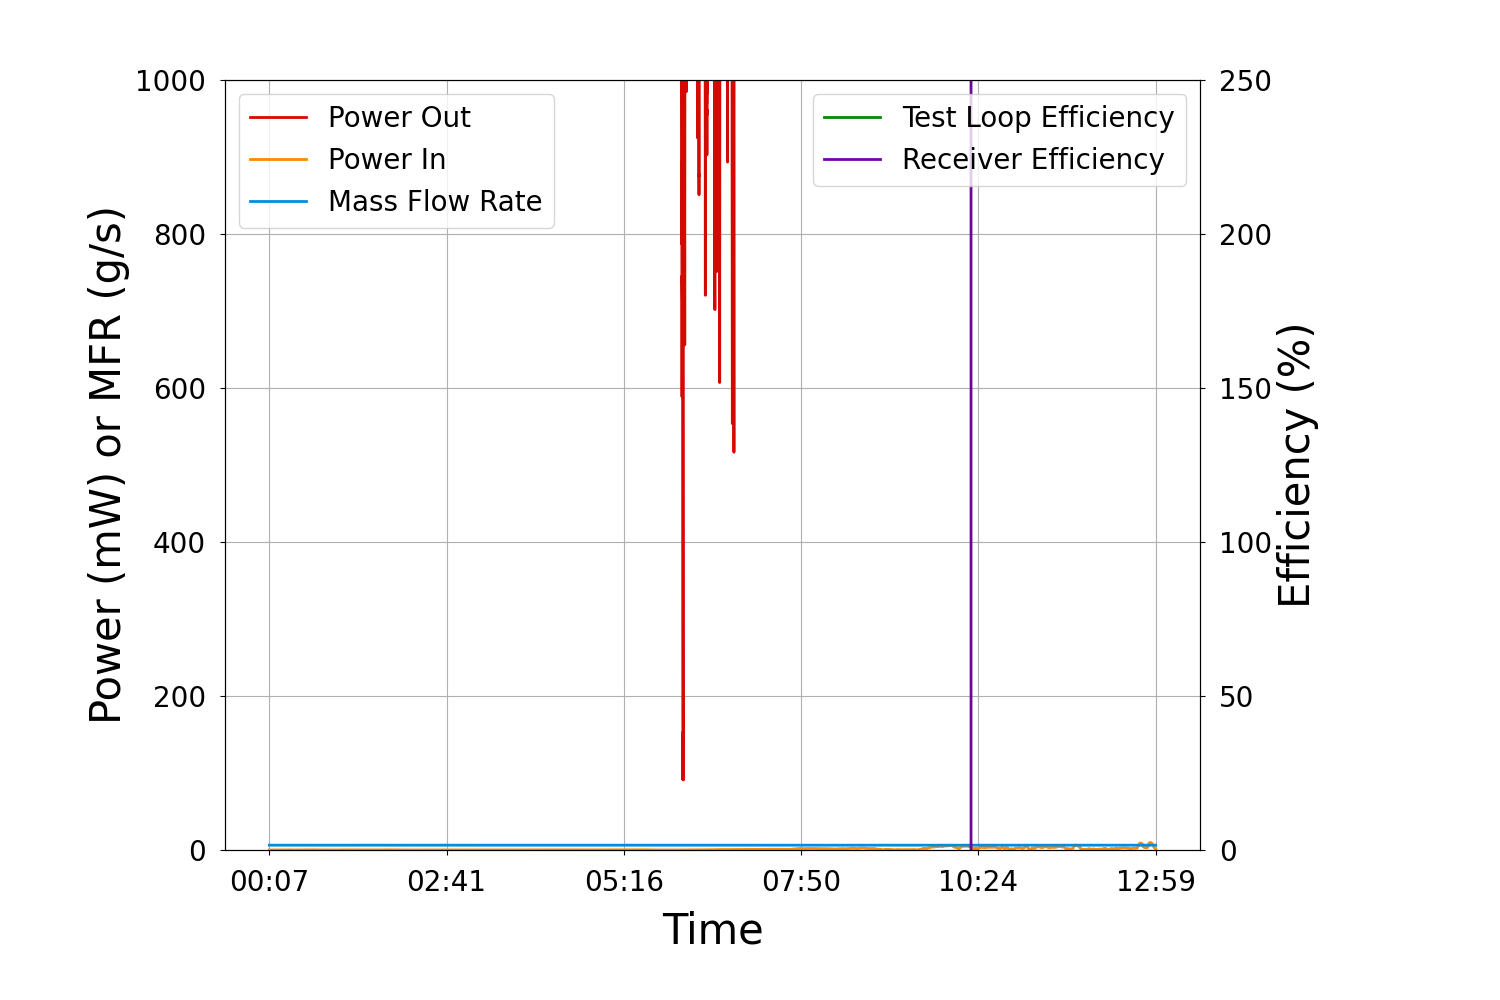 Power Out
Power In
Mass Flow Rate
Test Loop Efficiency
Receiver Efficiency
1000
800
600
400
200
0
Power (mW) or MFR (g/s)
250
200
150
100
50
0
Efficiency (%)
00:07 02:41 05:16 07:50 10:24 12:59
Time